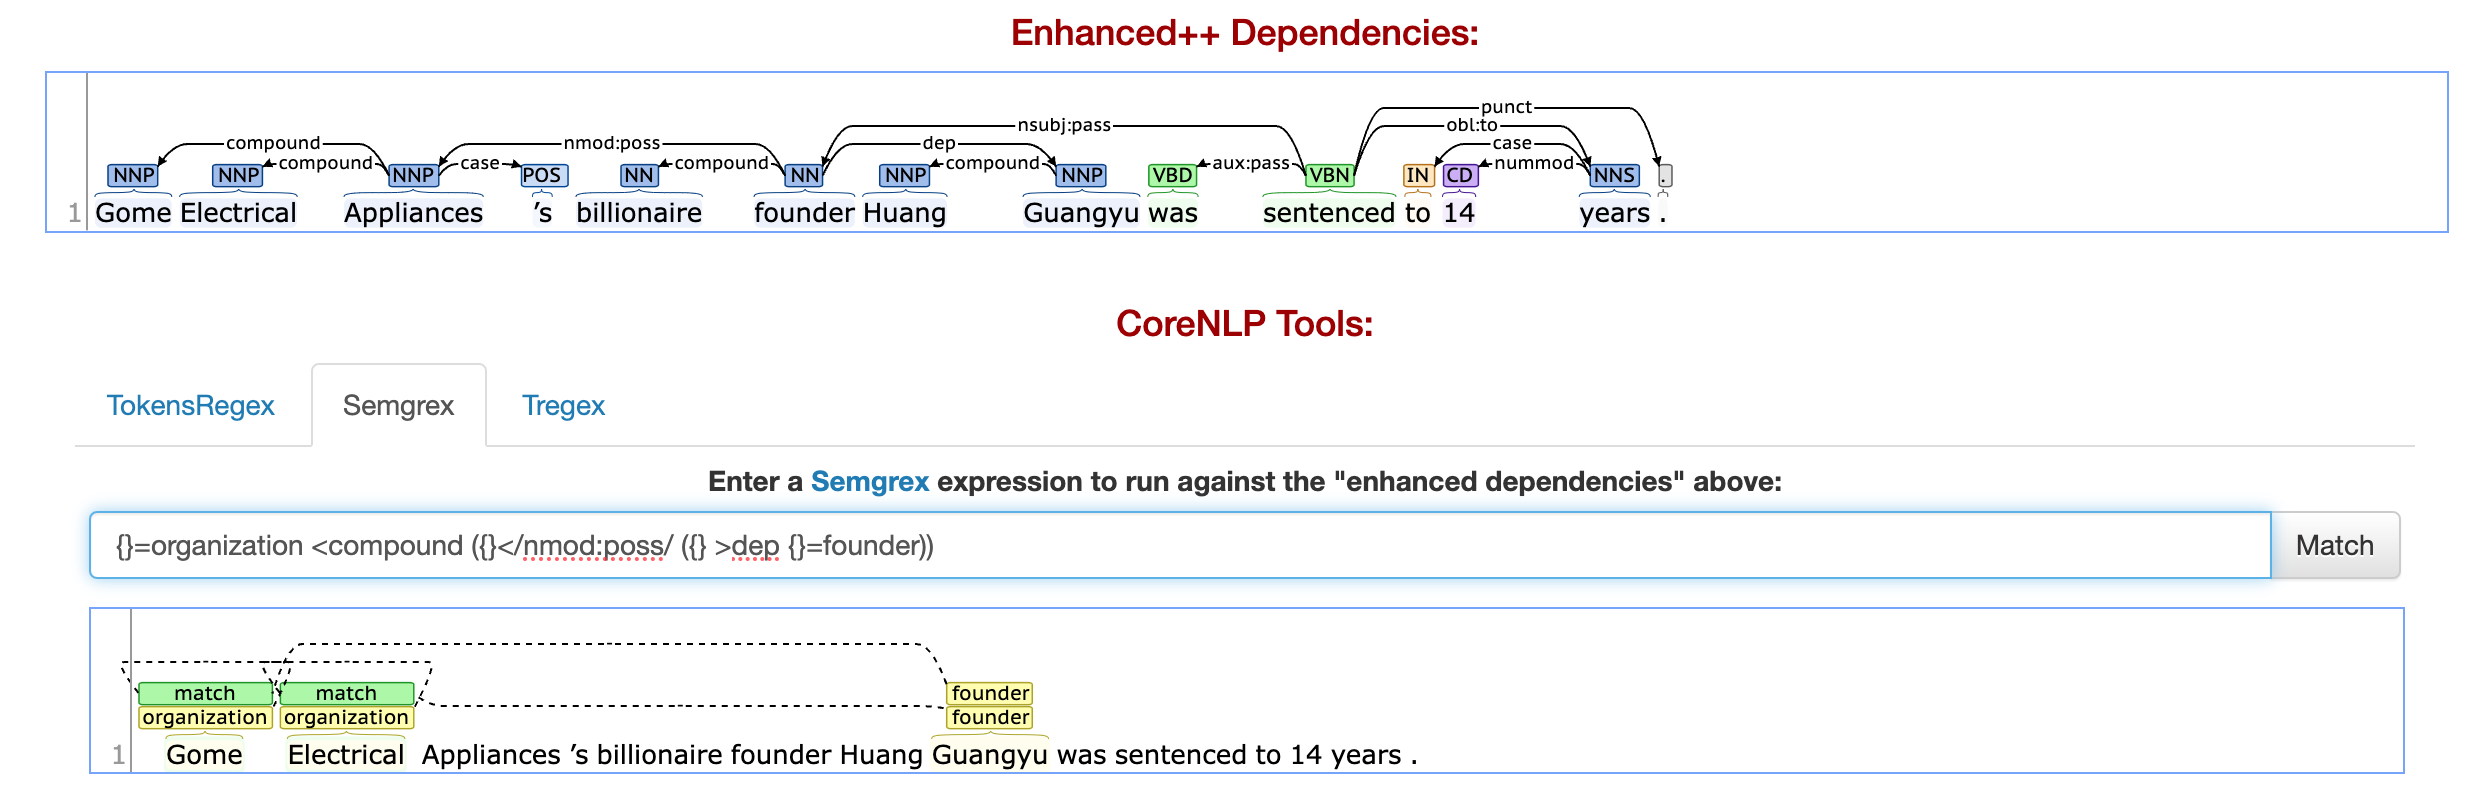 Enhanced++ Dependencies:
punct
nsubj:pass obl:to
compound nmod:poss dep case
compound case compound compound aux:pass nummod
NNP NNP NNP POS NN NN NNP NNP VBD VBN IN CD NNS .
1 Gome Electrical Appliances ’s billionaire founder Huang Guangyu was sentenced to 14 years .
CoreNLP Tools:
TokensRegex Semgrex Tregex
Enter a Semgrex expression to run against the "enhanced dependencies" above:
{}=organization <compound ({}</nmod:poss/ ({} >dep {}=founder)) Match
match match founder
organization organization founder
1 Gome Electrical Appliances ’s billionaire founder Huang Guangyu was sentenced to 14 years .